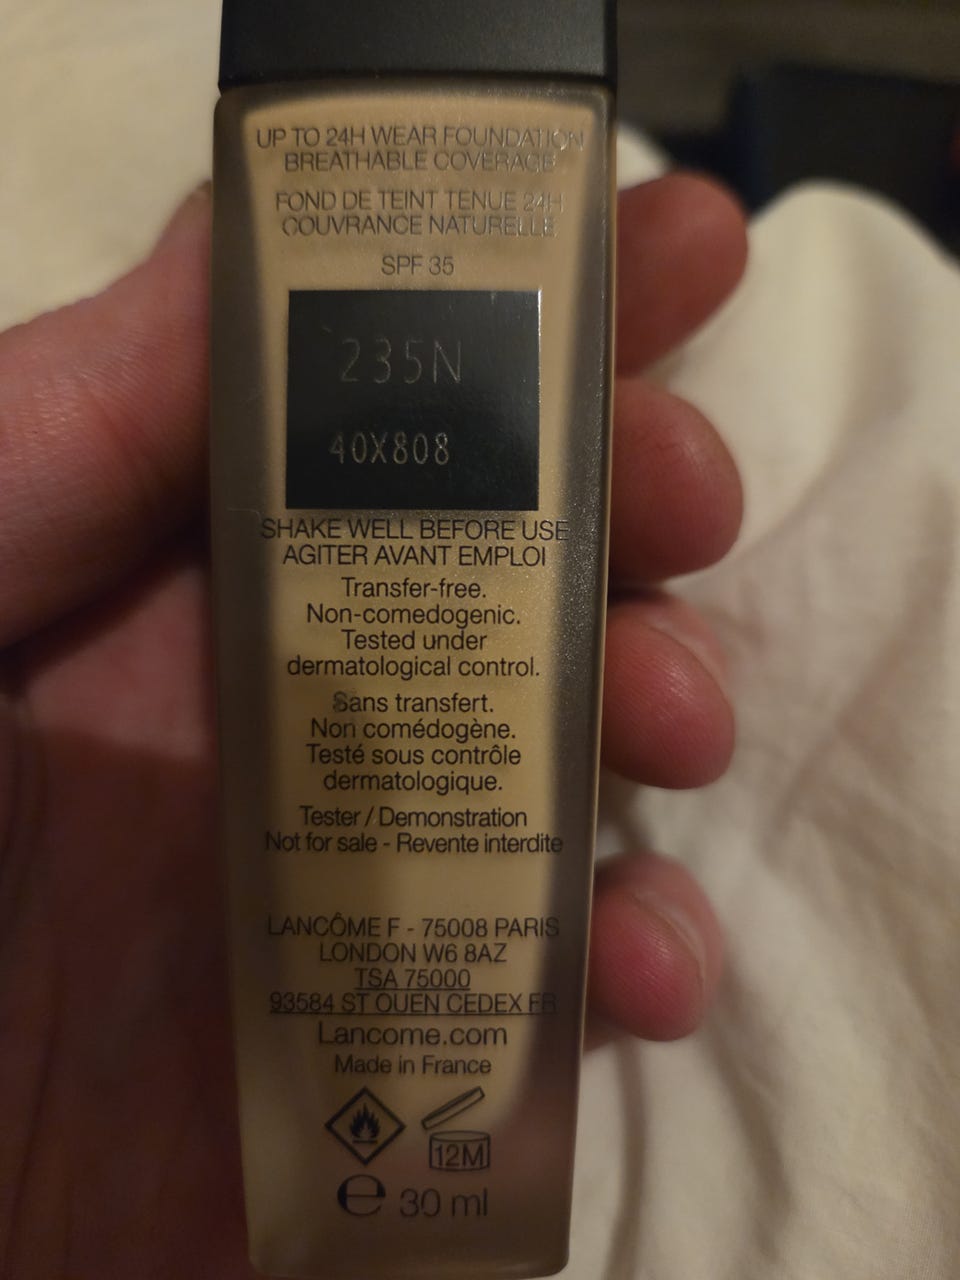 UP TO 24H WEAR FOUNDATION
BREATHABLE COVERAGE
FOND DE TEINT TENUE 24H
COUVRANCE NATURELLE
SPF 35
235N
40X808
SHAKE WELL BEFORE USE
AGITER AVANT EMPLOI
Transfer-free.
Non-comedogenic.
Tested under
dermatological control.
Sans transfert.
Non comédogène.
Testé sous contrôle
dermatologique.
Tester / Demonstration
Not for sale - Revente interdite
LANCÔME F - 75008 PARIS
LONDON W6 8AZ
TSA 75000
93584 ST OUEN CEDEX FR
Lancome.com
Made in France
12M
e 30 ml